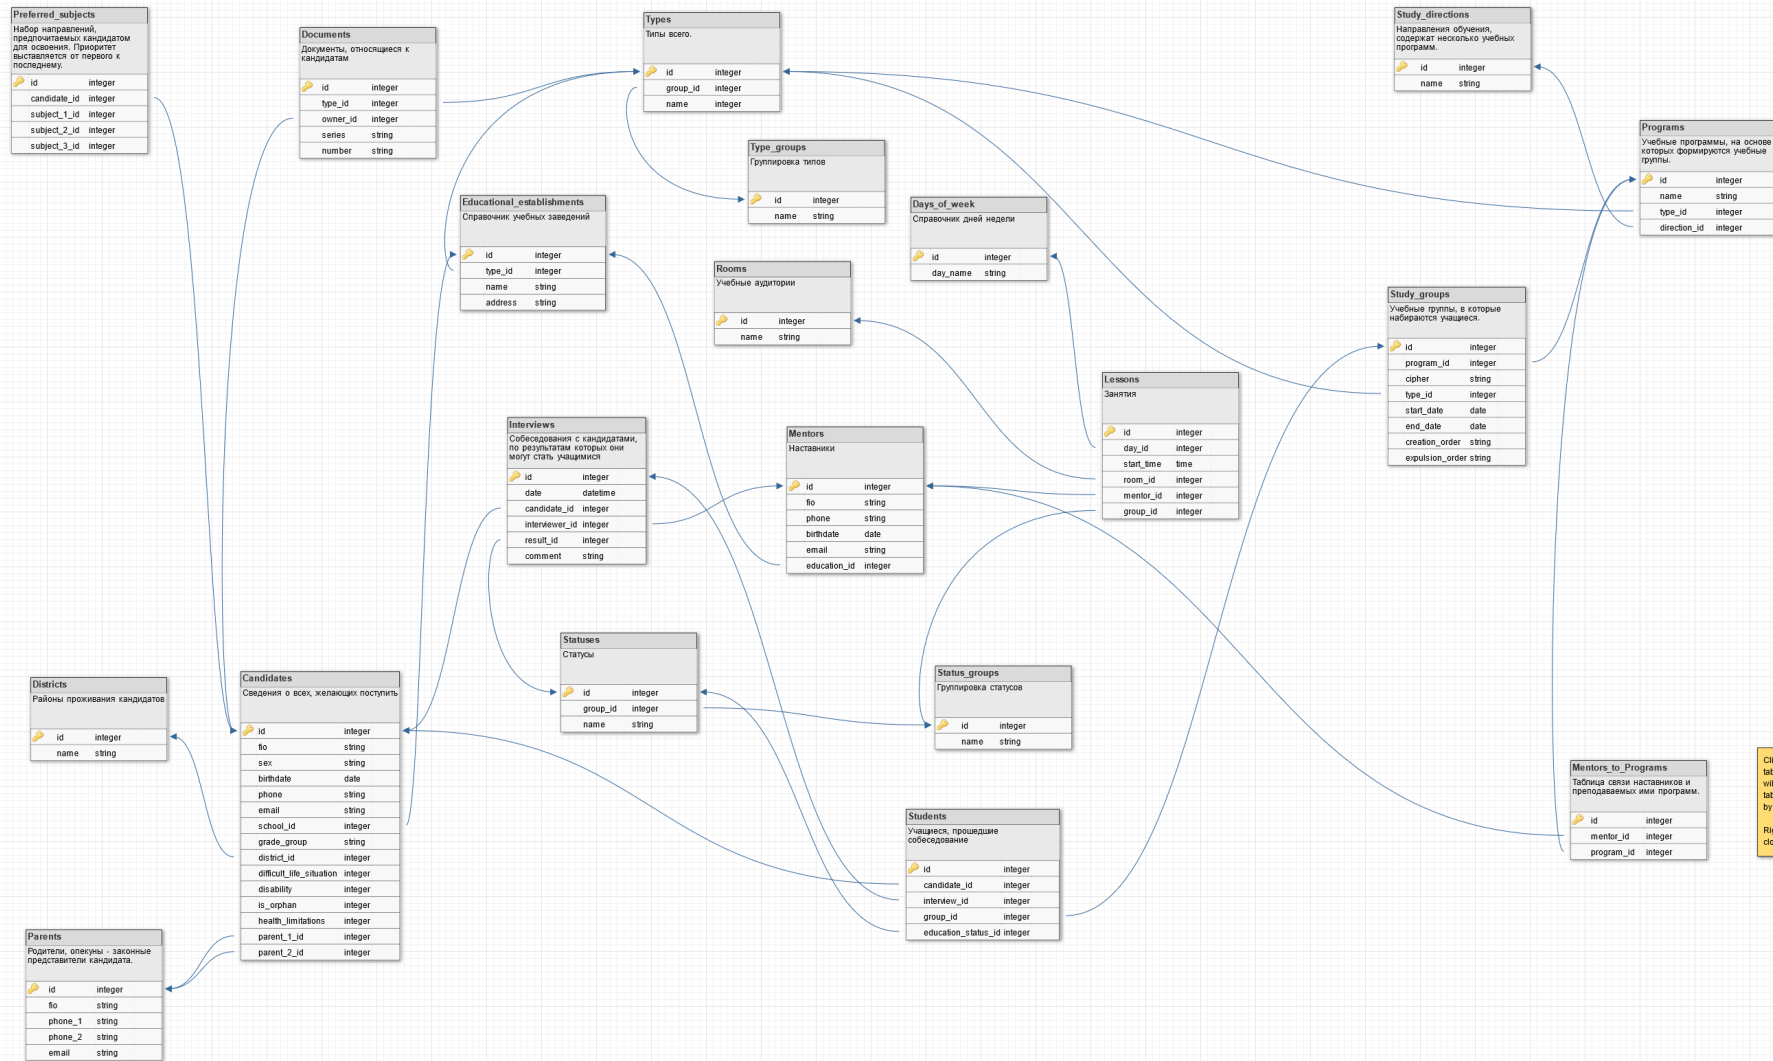 Preferred_subjects
Набор направлений,
предпочитаемых кандидатом
для освоения. Приоритет
выставляется от первого к
последнему.
id integer
candidate_id integer
subject_1_id integer
subject_2_id integer
subject_3_id integer
Documents
Документы, относящиеся к
кандидатам
id integer
type_id integer
owner_id integer
series string
number string
Types
Типы всего.
id integer
group_id integer
name integer
Study_directions
Направления обучения,
содержат несколько учебных
программ.
id integer
name string
Programs
Учебные программы, на основе
которых формируются учебные
группы.
id integer
name string
type_id integer
direction_id integer
Type_groups
Группировка типов
id integer
name string
Educational_establishments
Справочник учебных заведений
id integer
type_id integer
name string
address string
Days_of_week
Справочник дней недели
id integer
day_name string
Rooms
Учебные аудитории
id integer
name string
Study_groups
Учебные группы, в которые
набираются учащиеся.
id integer
program_id integer
cipher string
type_id integer
start_date date
end_date date
creation_order string
expulsion_order string
Lessons
Занятия
id integer
day_id integer
start_time time
room_id integer
mentor_id integer
group_id integer
Interviews
Собеседования с кандидатами,
по результатам которых они
могут стать учащимися
id integer
date datetime
candidate_id integer
interviewer_id integer
result_id integer
comment string
Mentors
Наставники
id integer
fio string
phone string
birthdate date
email string
education_id integer
Statuses
Статусы
id integer
group_id integer
name string
Status_groups
Группировка статусов
id integer
name string
Districts
Районы проживания кандидатов
id integer
name string
Candidates
Сведения о всех, желающих поступить
id integer
fio string
sex string
birthdate date
phone string
email string
school_id integer
grade_group string
district_id integer
difficult_life_situation integer
disability integer
is_orphan integer
health_limitations integer
parent_1_id integer
parent_2_id integer
Mentors_to_Programs
Таблица связи наставников и
преподаваемых ими программ.
id integer
mentor_id integer
program_id integer
Students
Учащиеся, прошедшие
собеседование
id integer
candidate_id integer
interview_id integer
group_id integer
education_status_id integer
Parents
Родители, опекуны - законные
представители кандидата.
id integer
fio string
phone_1 string
phone_2 string
email string
by